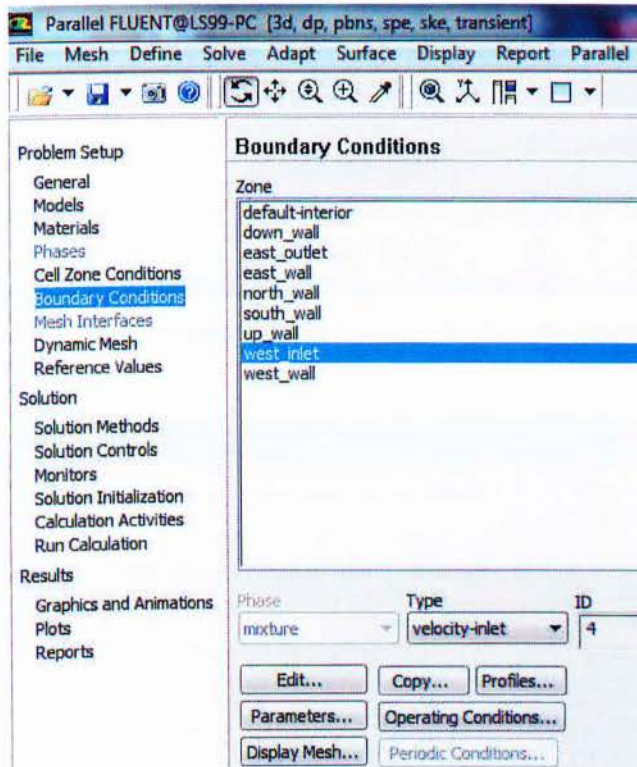 Parallel FLUENT@LS99-PC [3d, dp, pbns, spe, ske, transient]
File Mesh Define Solve Adapt Surface Display Report Parallel
Problem Setup
General
Models
Materials
Phases
Cell Zone Conditions
Boundary Conditions
Mesh Interfaces
Dynamic Mesh
Reference Values
Solution
Solution Methods
Solution Controls
Monitors
Solution Initialization
Calculation Activities
Run Calculation
Results
Graphics and Animations
Plots
Reports
Boundary Conditions
Zone
default-interior
down_wall
east_outlet
east_wall
north_wall
south_wall
up_wall
west_inlet
west_wall
Phase Type ID
mixture velocity-inlet 4
Edit... Copy... Profiles...
Parameters... Operating Conditions...
Display Mesh... Periodic Conditions...